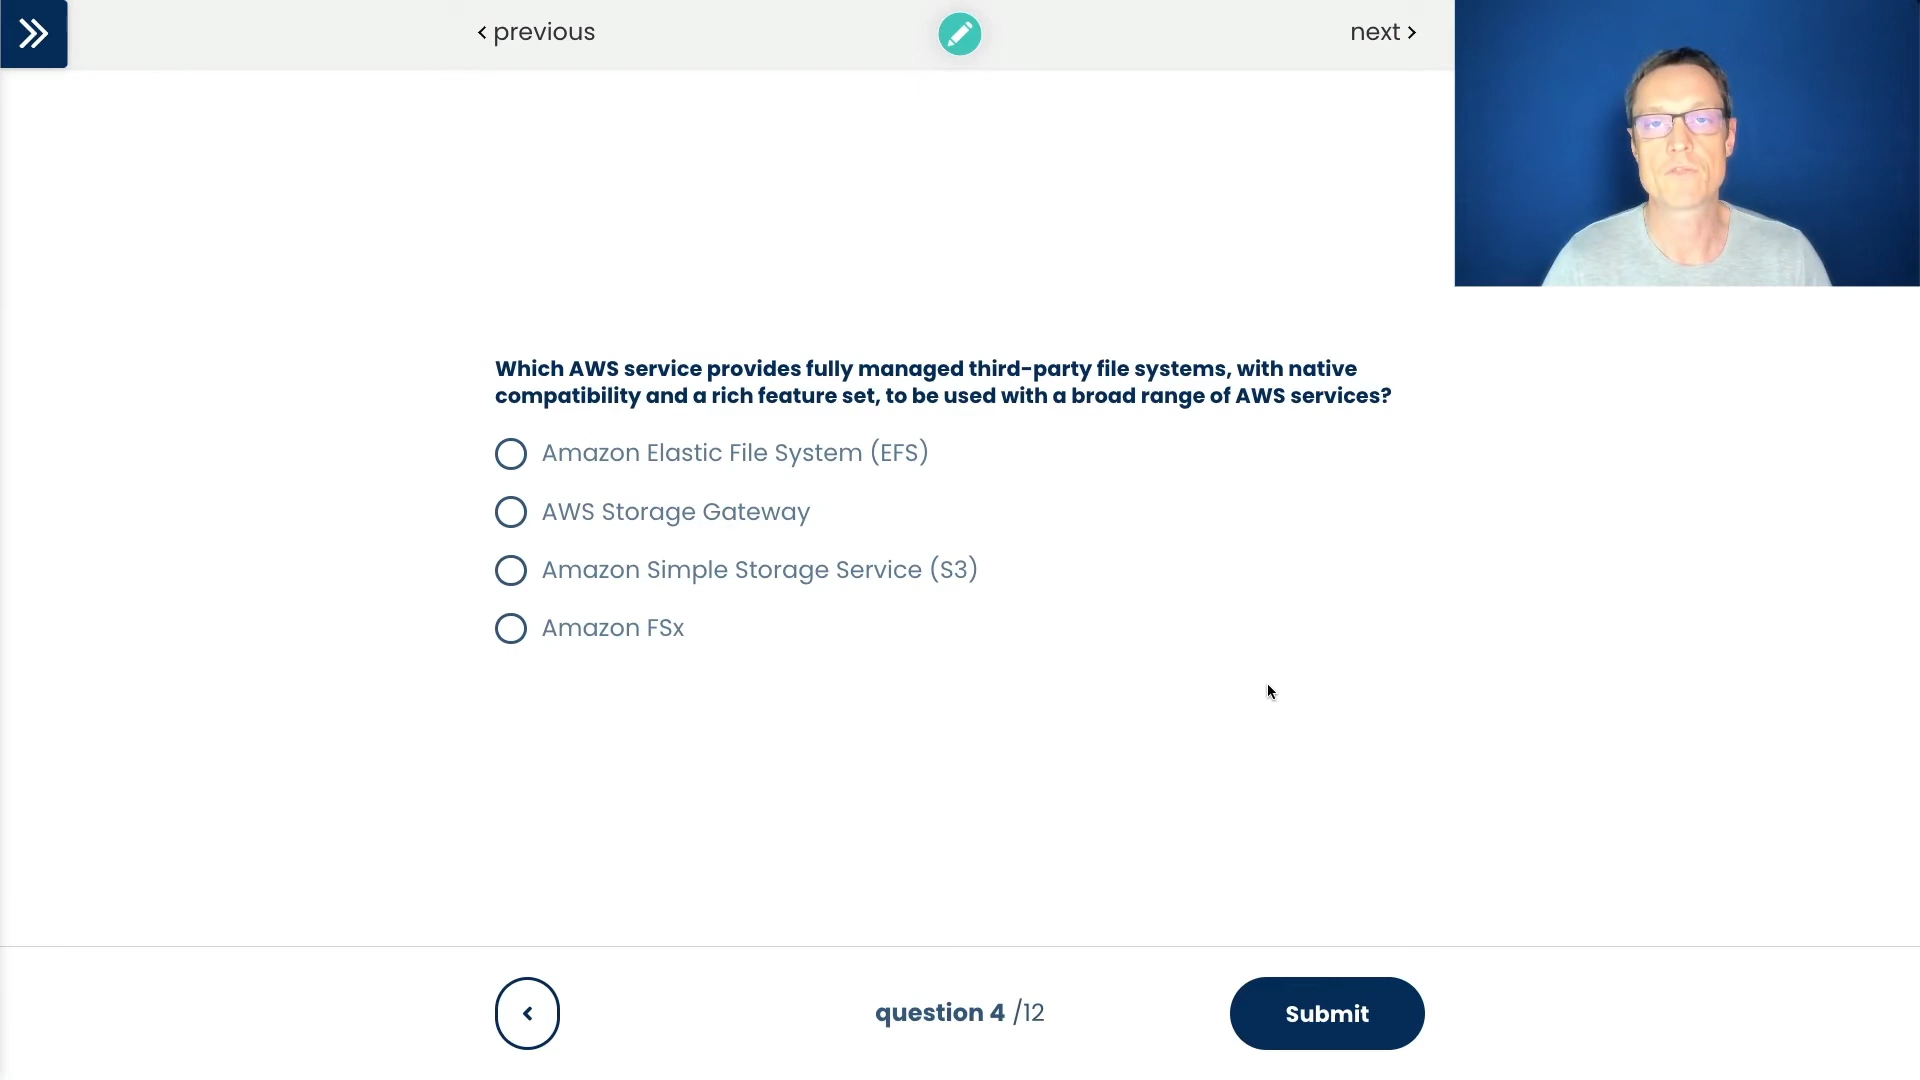 previous
next
Which AWS service provides fully managed third-party file systems, with native
compatibility and a rich feature set, to be used with a broad range of AWS services?
Amazon Elastic File System (EFS)
AWS Storage Gateway
Amazon Simple Storage Service (S3)
Amazon FSx
question 4 /12
Submit